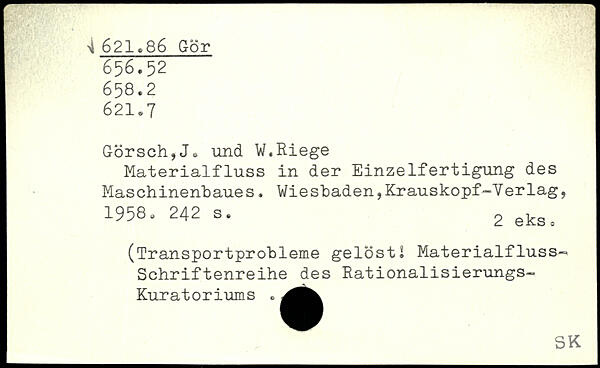 √ 621.86 Gör
656.52
658.2
621.7
Görsch,J. und W.Riege
Materialfluss in der Einzelfertigung des
Maschinenbaues. Wiesbaden,Krauskopf-Verlag,
1958. 242 s.
2 eks.
(Transportprobleme gelöst! Materialfluss-
Schriftenreihe des Rationalisierungs-
Kuratoriums ..
SK